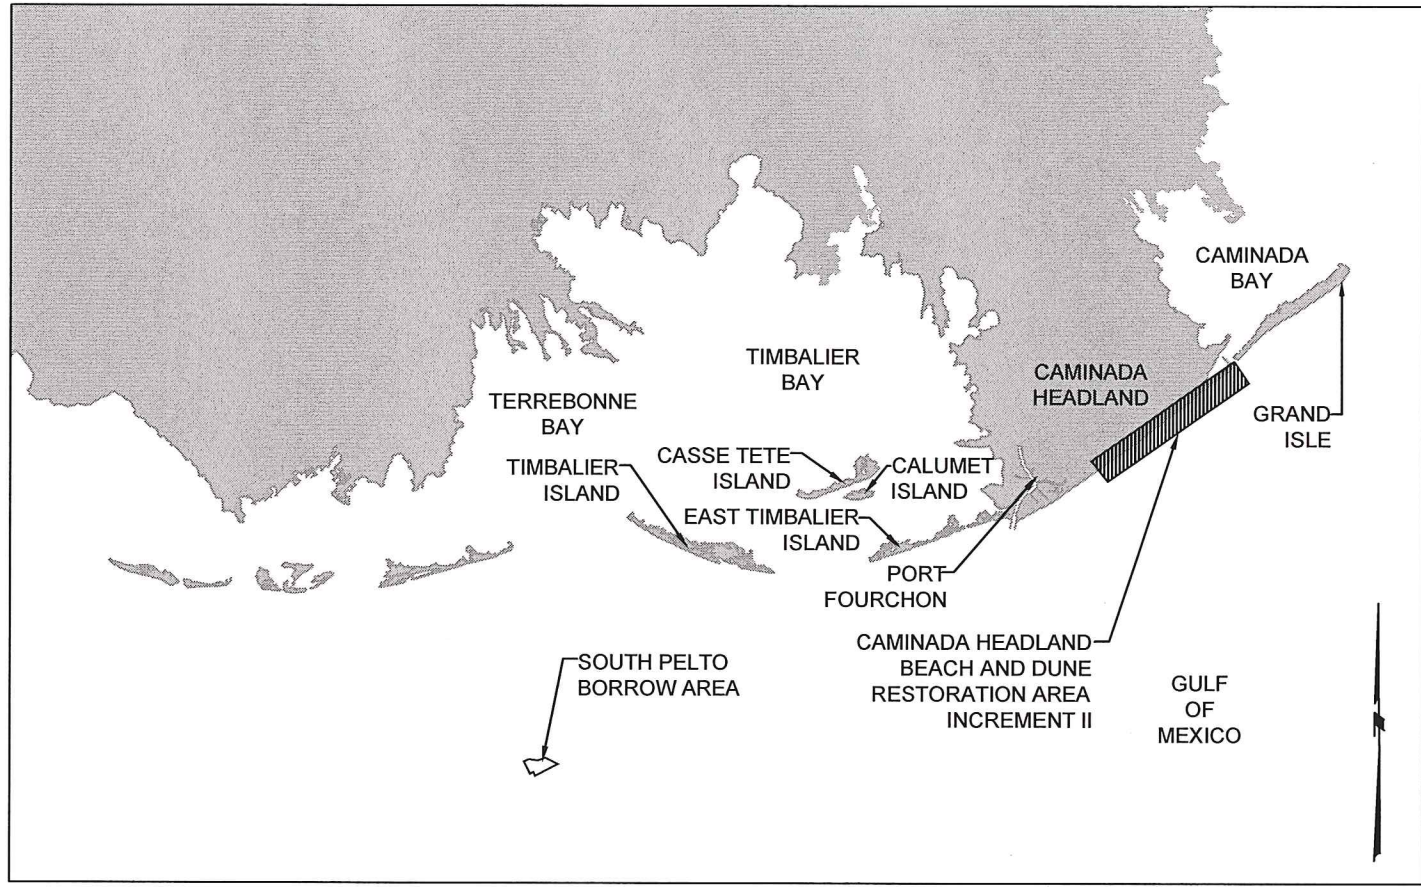 CAMINADA
BAY
TIMBALIER
BAY
CAMINADA
HEADLAND
TERREBONNE
BAY
GRAND
ISLE
CASSE TETE
ISLAND
CALUMET
ISLAND
TIMBALIER
ISLAND
EAST TIMBALIER
ISLAND
PORT
FOURCHON
CAMINADA HEADLAND
BEACH AND DUNE
RESTORATION AREA
INCREMENT II
SOUTH PELTO
BORROW AREA
GULF
OF
MEXICO